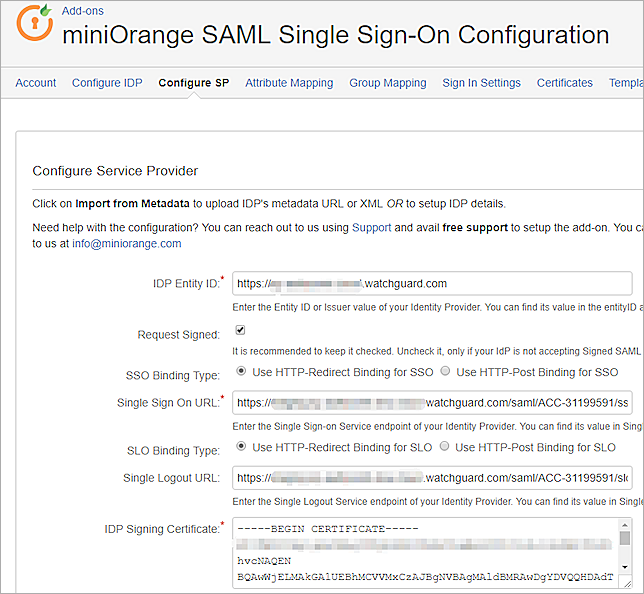 Add-ons
miniOrange SAML Single Sign-On Configuration
Account Configure IDP Configure SP Attribute Mapping Group Mapping Sign In Settings Certificates Templa
Configure Service Provider
Click on Import from Metadata to upload IDP's metadata URL or XML OR to setup IDP details.
Need help with the configuration? You can reach out to us using Support and avail free support to setup the add-on. You ca
to us at info@miniorange.com
IDP Entity ID:* https:// .watchguard.com
Enter the Entity ID or Issuer value of your Identity Provider. You can find its value in the entityID a
Request Signed:
It is recommended to keep it checked. Uncheck it, only if your IdP is not accepting Signed SAML
SSO Binding Type: Use HTTP-Redirect Binding for SSO Use HTTP-Post Binding for SSO
Single Sign On URL:* https:// watchguard.com/saml/ACC-31199591/ss
Enter the Single Sign-on Service endpoint of your Identity Provider. You can find its value in Singl
SLO Binding Type: Use HTTP-Redirect Binding for SLO Use HTTP-Post Binding for SLO
Single Logout URL: https:// .watchguard.com/saml/ACC-31199591/slo
Enter the Single Logout Service endpoint of your Identity Provider. You can find its value in Single
IDP Signing Certificate:* -----BEGIN CERTIFICATE-----
hvcNAQEN
BQAwWjELMAkGA1UEBhMCVVMxCzAJBgNVBAgMAldBMRAwDgYDVQQHDAdT